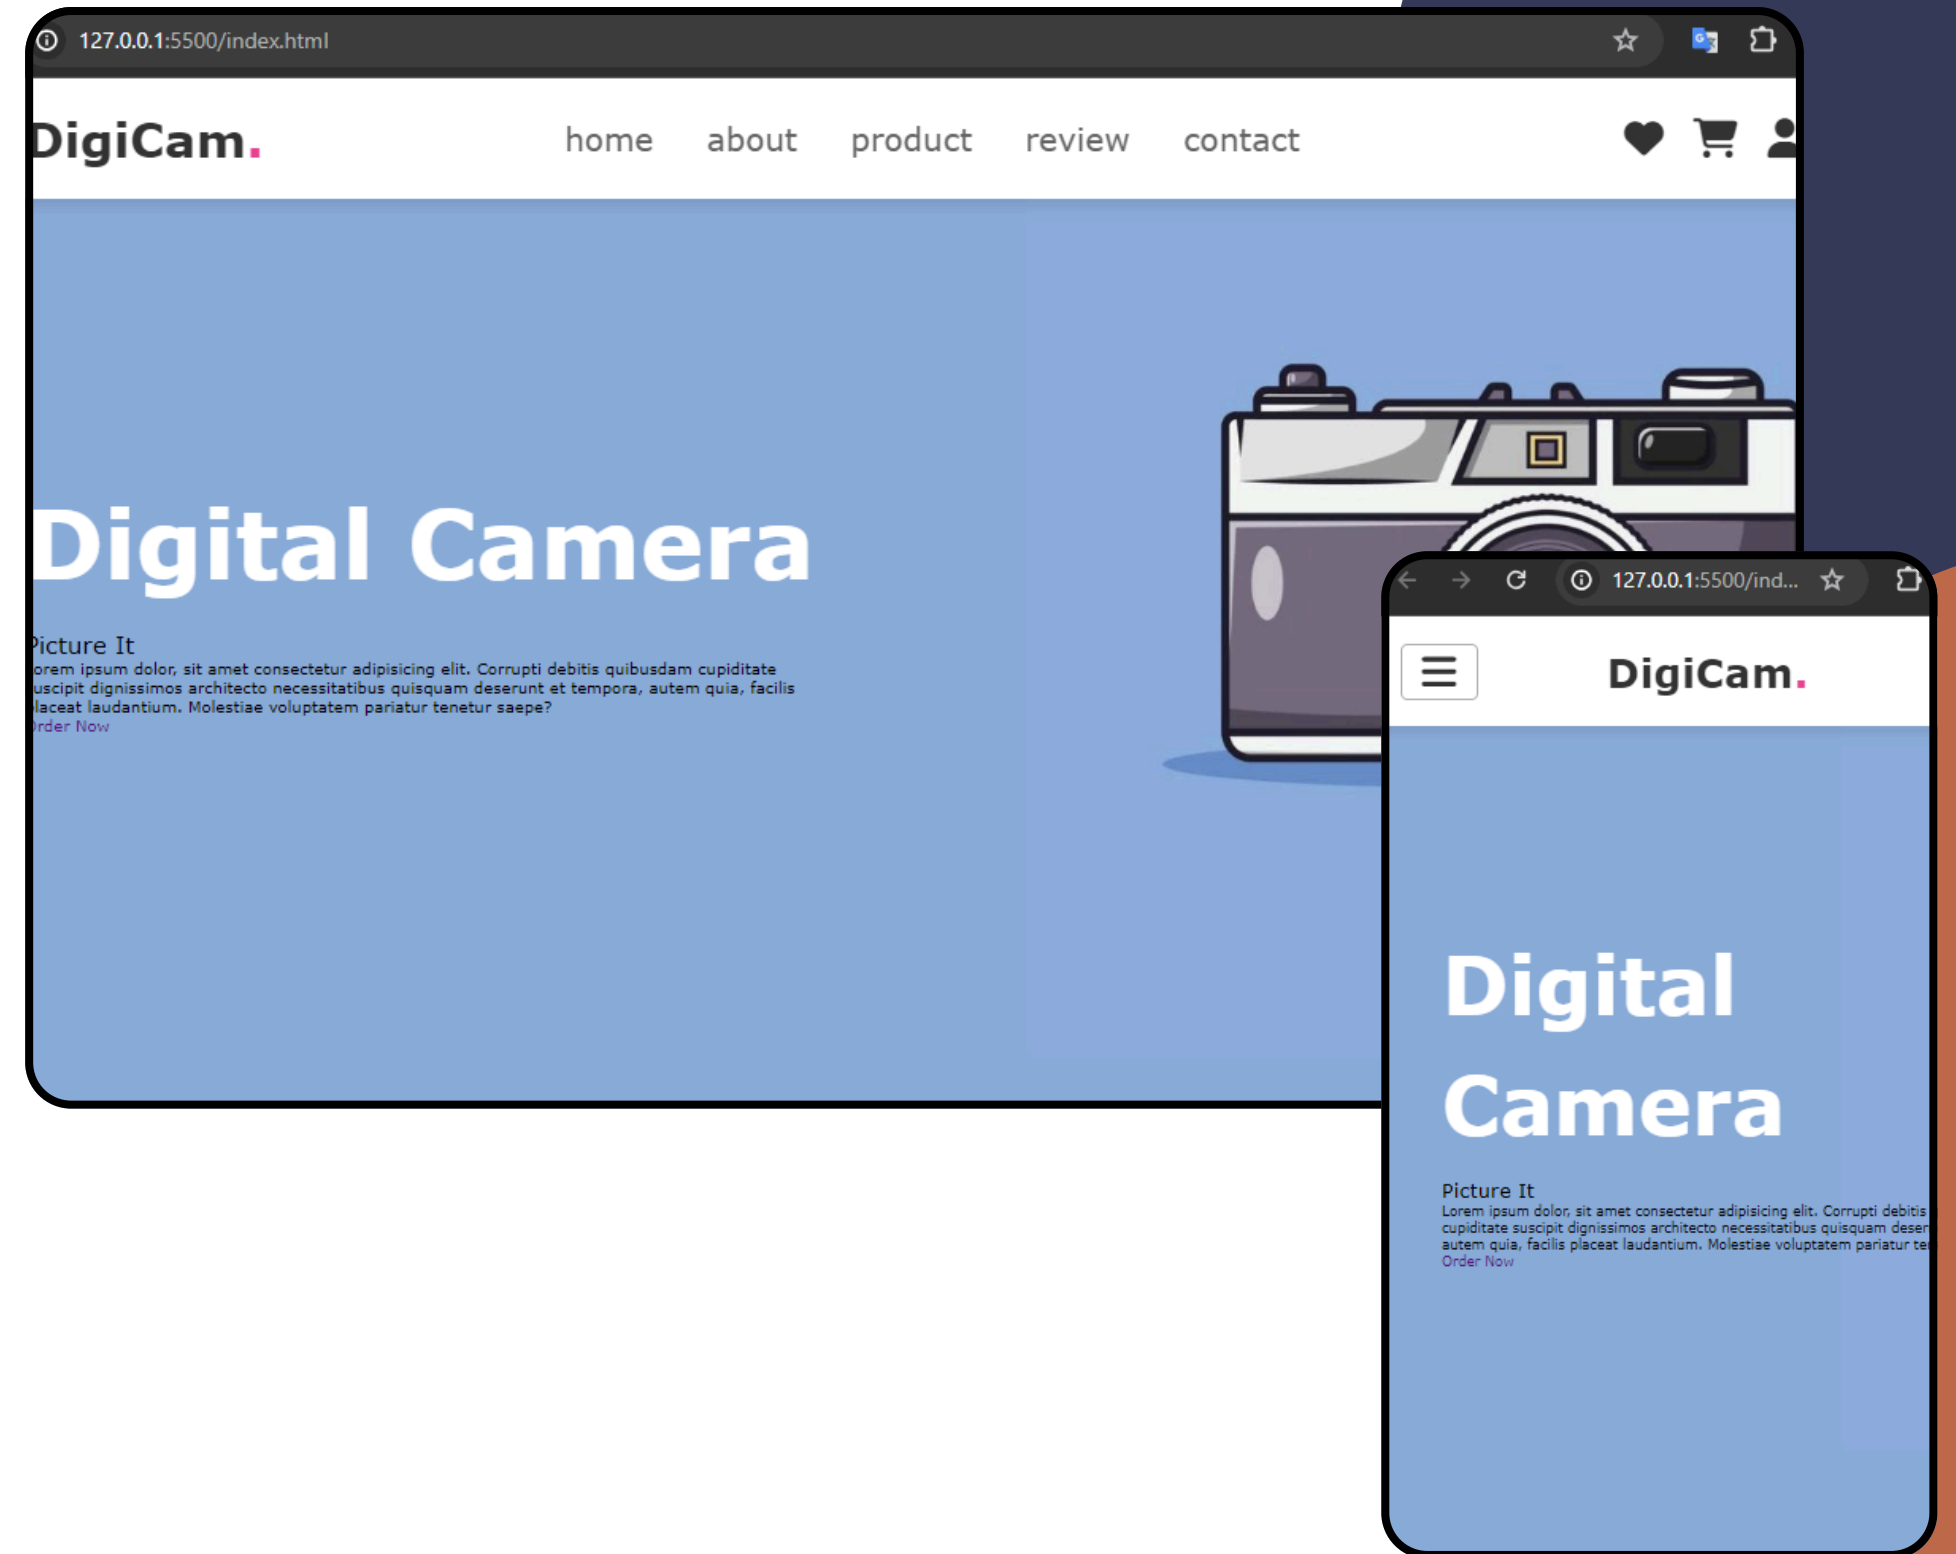 127.0.0.1:5500/index.html
DigiCam.
home about product review contact
Digital Camera
Picture It
orem ipsum dolor, sit amet consectetur adipisicing elit. Corrupti debitis quibusdam cupiditate
uscipit dignissimos architecto necessitatibus quisquam deserunt et tempora, autem quia, facilis
laceat laudantium. Molestiae voluptatem pariatur tenetur saepe?
Order Now
127.0.0.1:5500/ind...
DigiCam.
Digital
Camera
Picture It
Lorem ipsum dolor, sit amet consectetur adipisicing elit. Corrupti debitis
cupiditate suscipit dignissimos architecto necessitatibus quisquam deser
autem quia, facilis placeat laudantium. Molestiae voluptatem pariatur te
Order Now